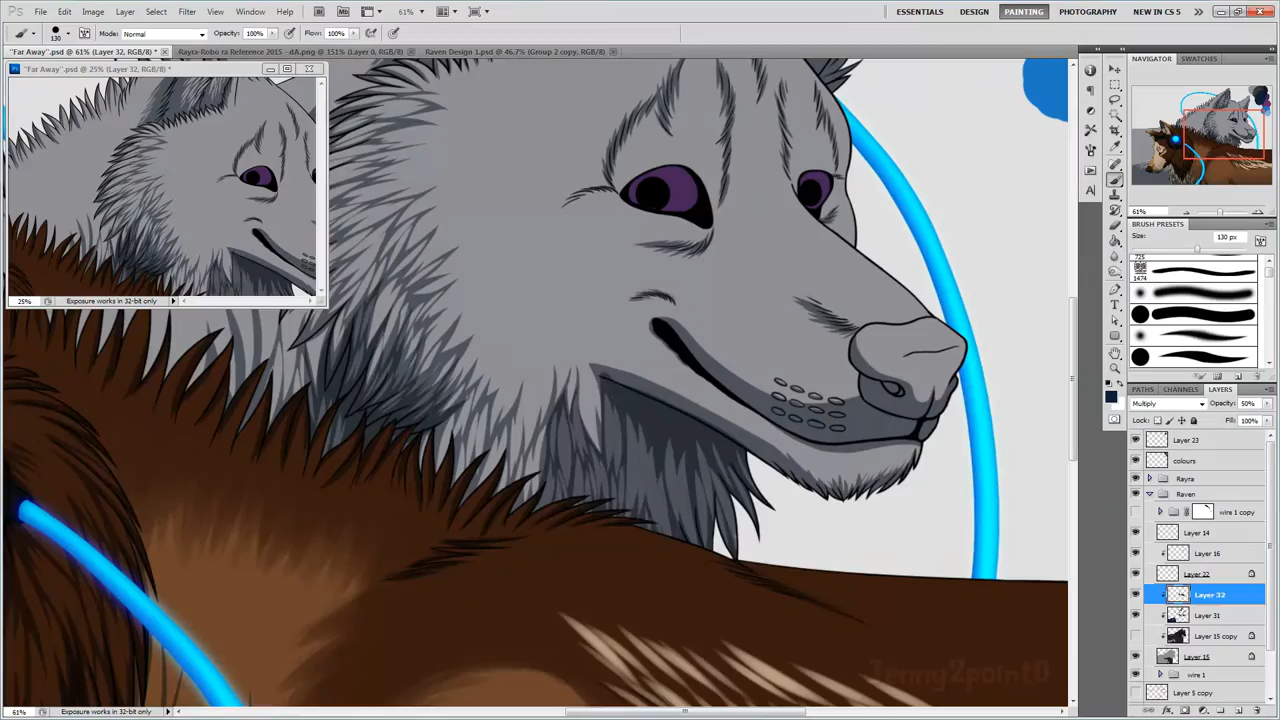 Ps File Edit Image Layer Select Filter View Window Help Br Mb 61% ESSENTIALS DESIGN PAINTING PHOTOGRAPHY NEW IN CS 5
130 Mode: Normal Opacity: 100% Flow: 100%
"Far Away".psd @ 61% (Layer 32, RGB/8) * Rayra-Robo ra Reference 2015 - dA.png @ 151% (Layer 0, RGB/8) Raven Design 1.psd @ 46.7% (Group 2 copy, RGB/8)
"Far Away".psd @ 25% (Layer 32, RGB/8) *
25% Exposure works in 32-bit only
NAVIGATOR SWATCHES
61%
BRUSH PRESETS
Size: 130 px
725
1474
PATHS CHANNELS LAYERS
Multiply Opacity: 50%
Lock: Fill: 100%
Layer 23
colours
Rayra
Raven
wire 1 copy
Layer 14
Layer 16
Layer 22
Layer 32
Layer 31
Layer 15 copy
Layer 15
wire 1
Layer 5 copy
61% Exposure works in 32-bit only